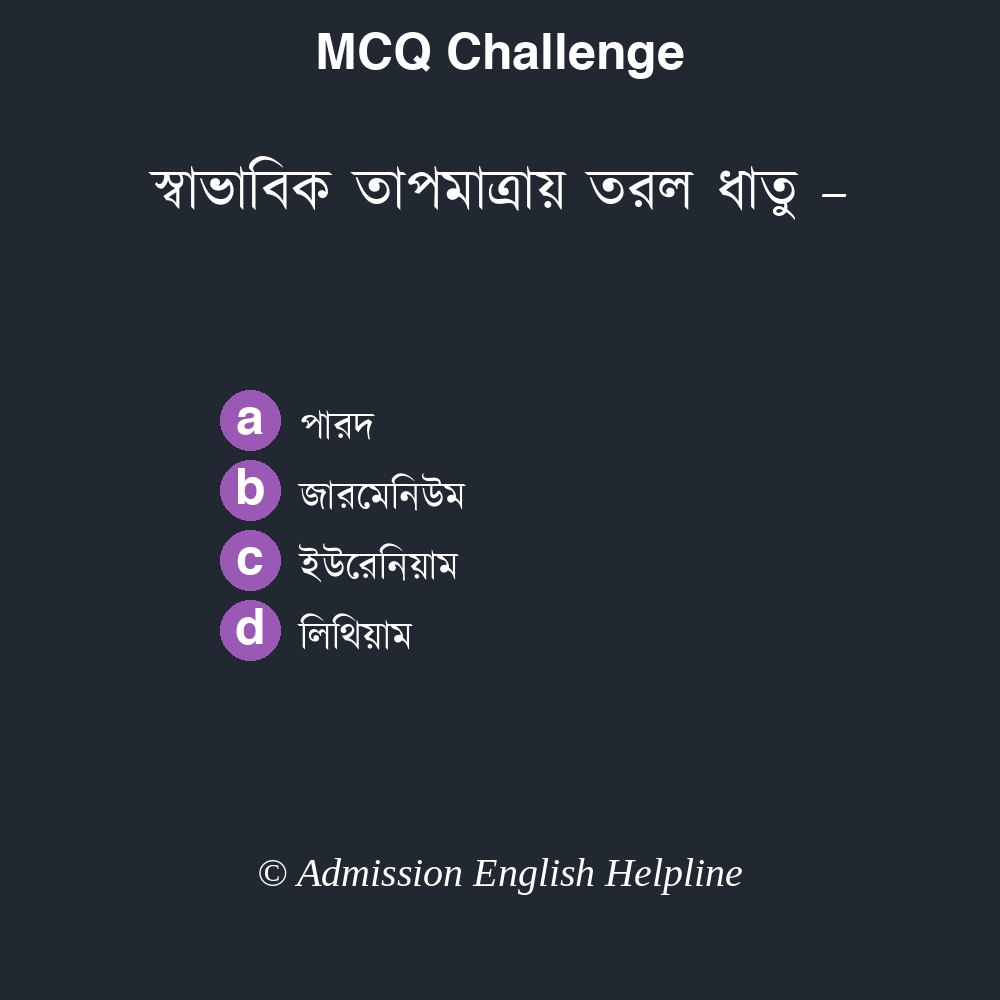 MCQ Challenge
স্বাভাবিক তাপমাত্রায় তরল ধাতু –
a পারদ
b জারমেনিউম
c ইউরেনিয়াম
d লিথিয়াম
© Admission English Helpline